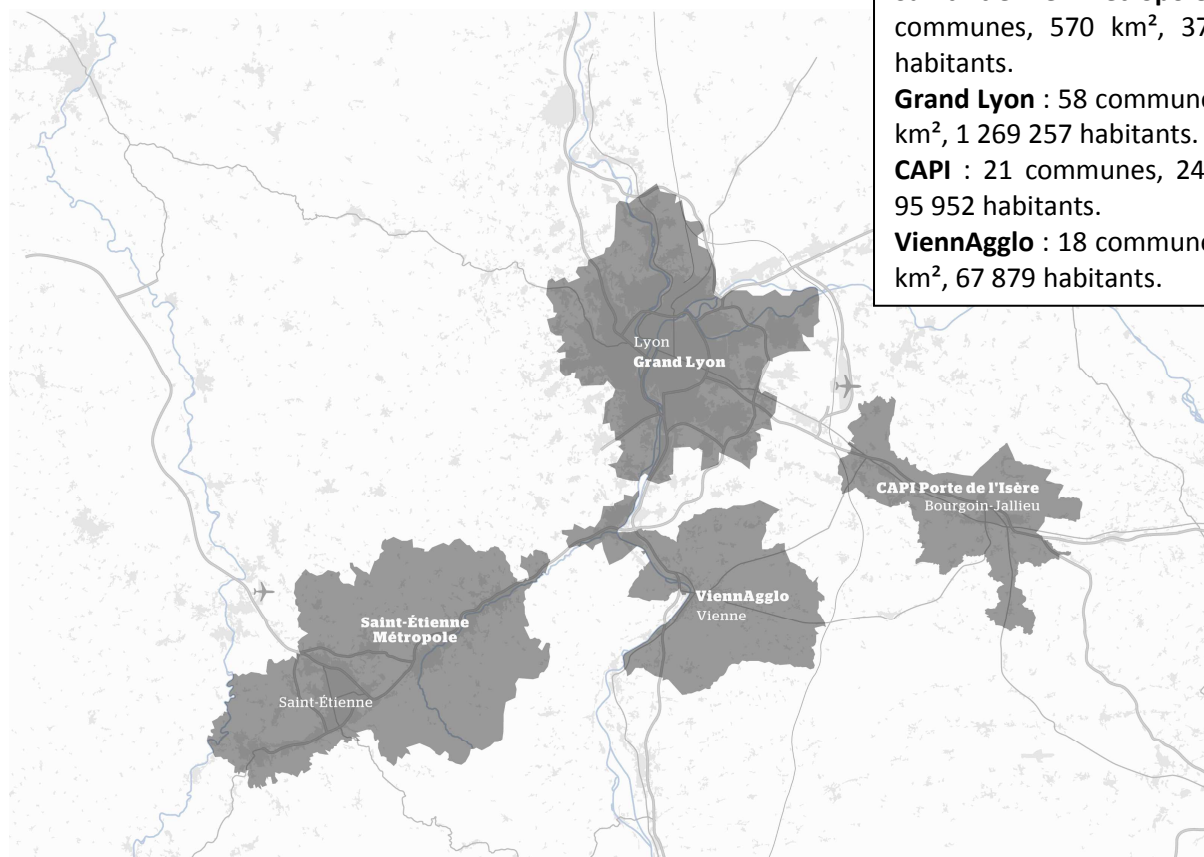 communes, 570 km², 37
habitants.
Grand Lyon : 58 commune
km², 1 269 257 habitants.
CAPI : 21 communes, 24
95 952 habitants.
ViennAgglo : 18 commune
km², 67 879 habitants.
Lyon
Grand Lyon
CAPI Porte de l'Isère
Bourgoin-Jallieu
ViennAgglo
Vienne
Saint-Étienne
Métropole
Saint-Étienne